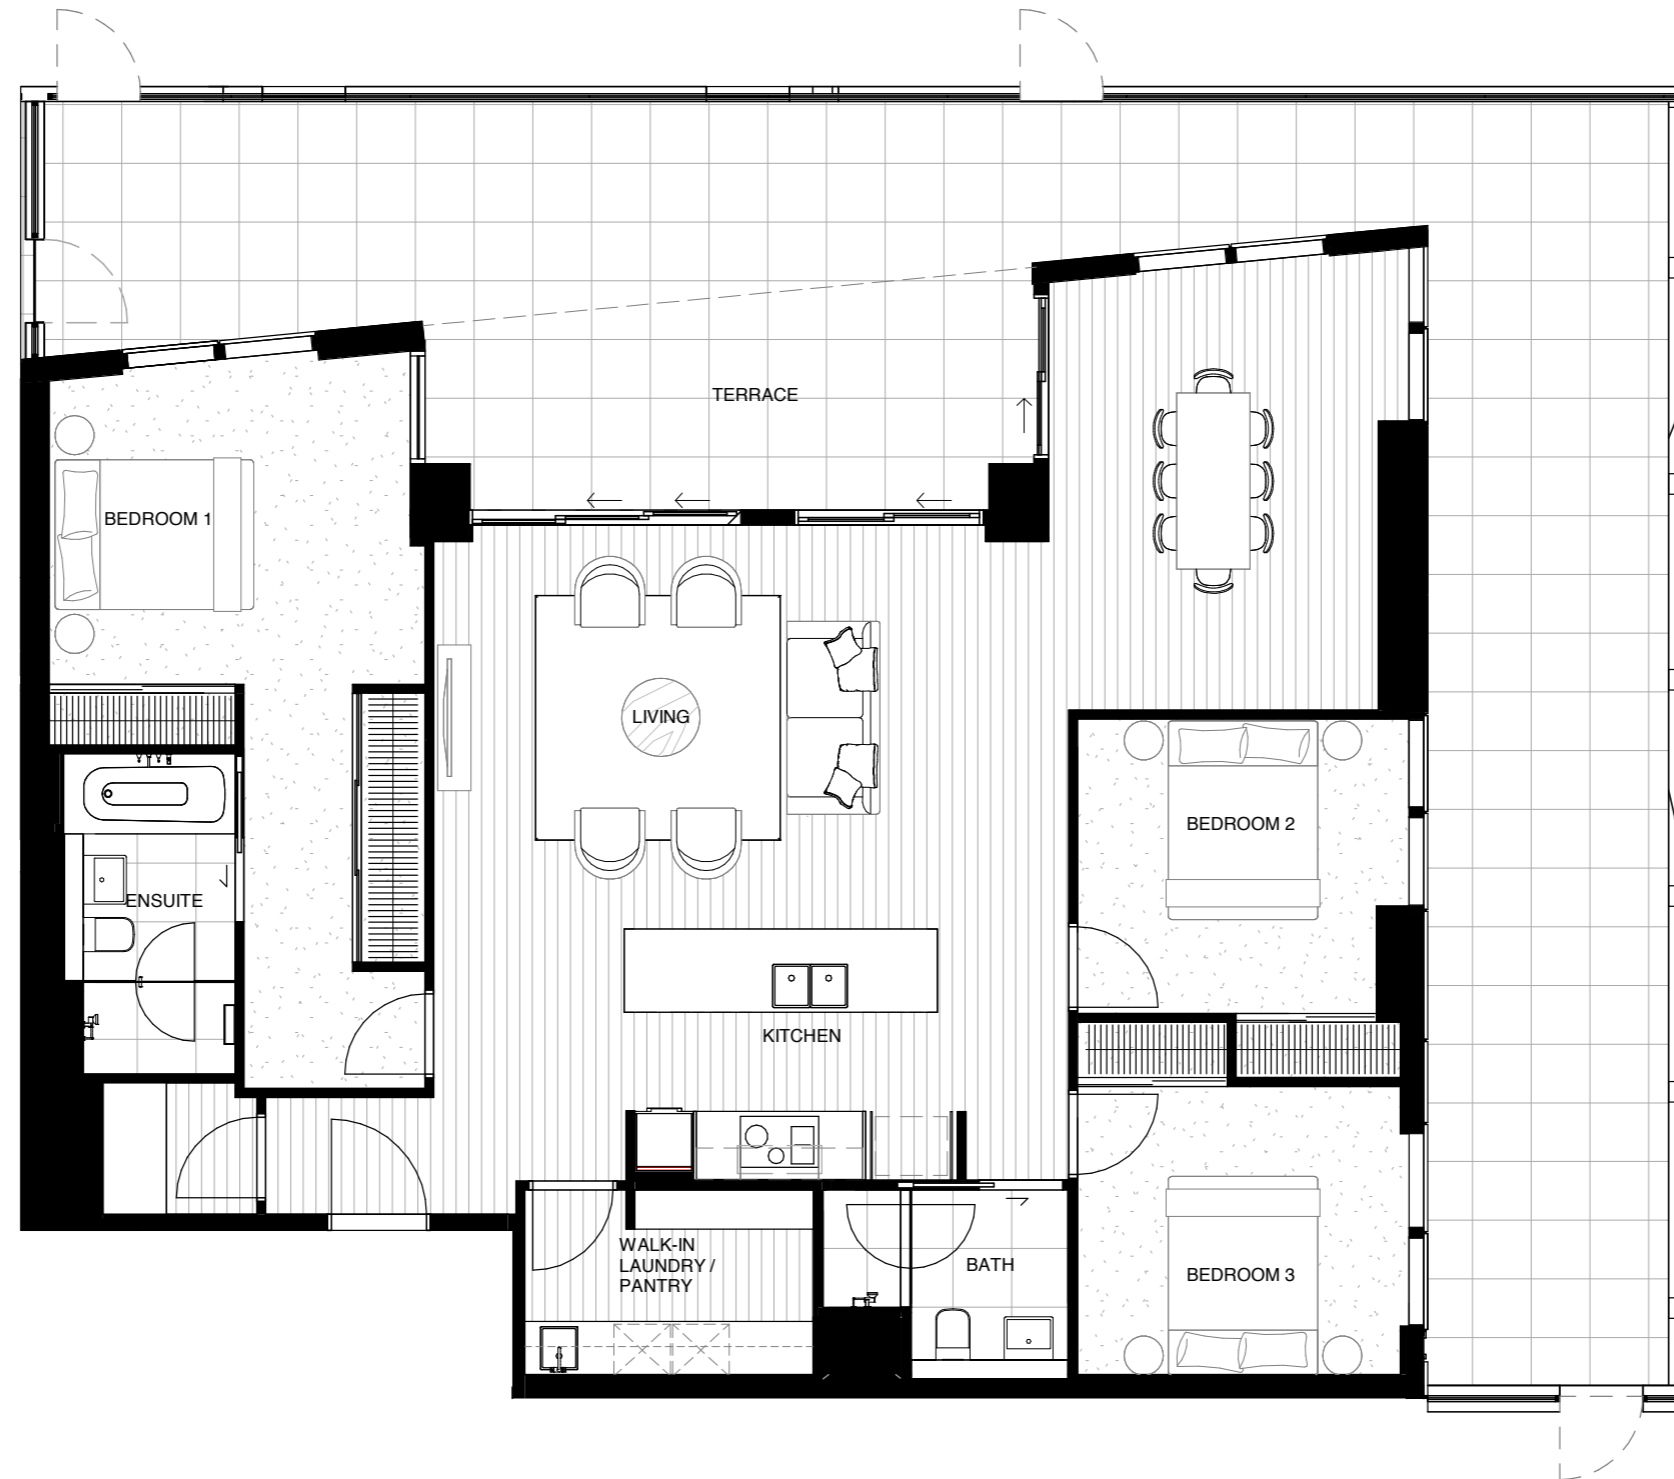 TERRACE
BEDROOM 1
LIVING
BEDROOM 2
ENSUITE
KITCHEN
WALK-IN
LAUNDRY /
PANTRY
BATH
BEDROOM 3